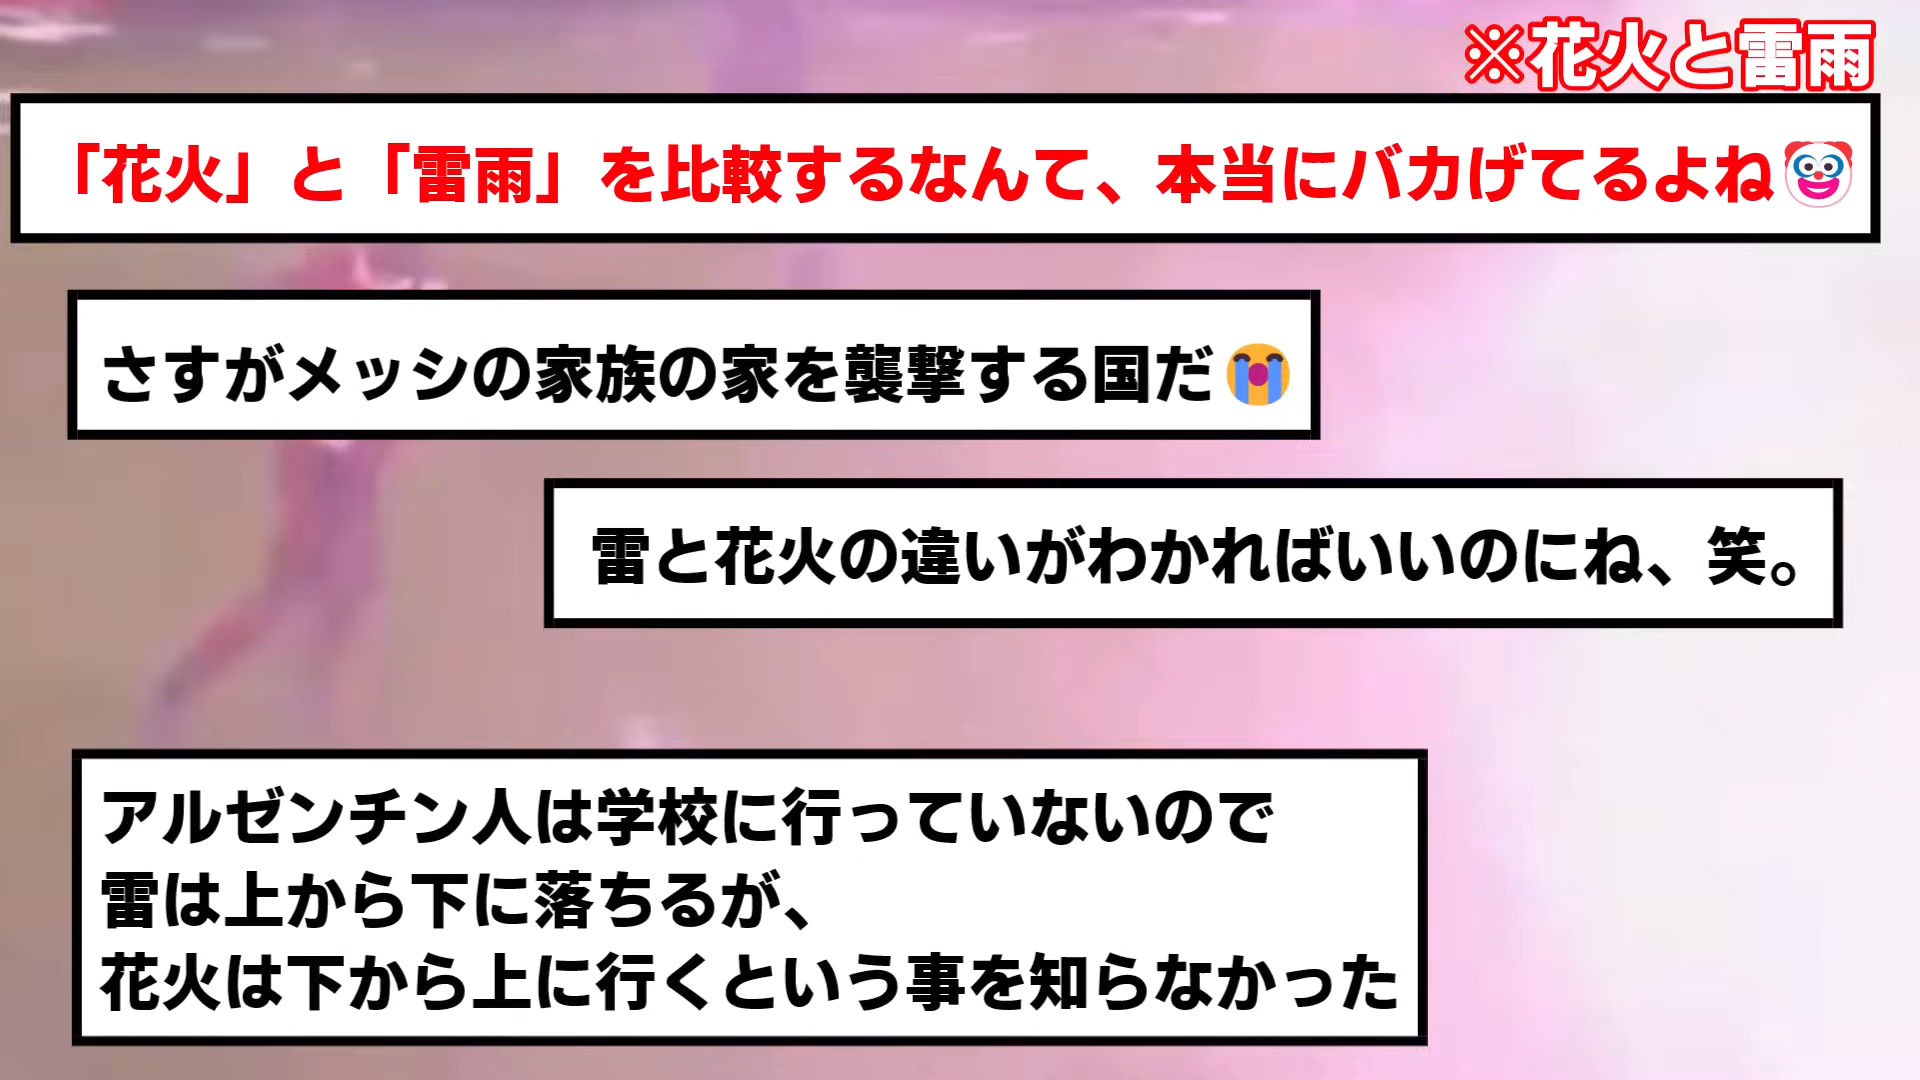 ※花火と雷雨
「花火」と「雷雨」を比較するなんて、本当にバカげてるよね🤡
さすがメッシの家族の家を襲撃する国だ😭
雷と花火の違いがわかればいいのにね、笑。
アルゼンチン人は学校に行っていないので
雷は上から下に落ちるが、
花火は下から上に行くという事を知らなかった